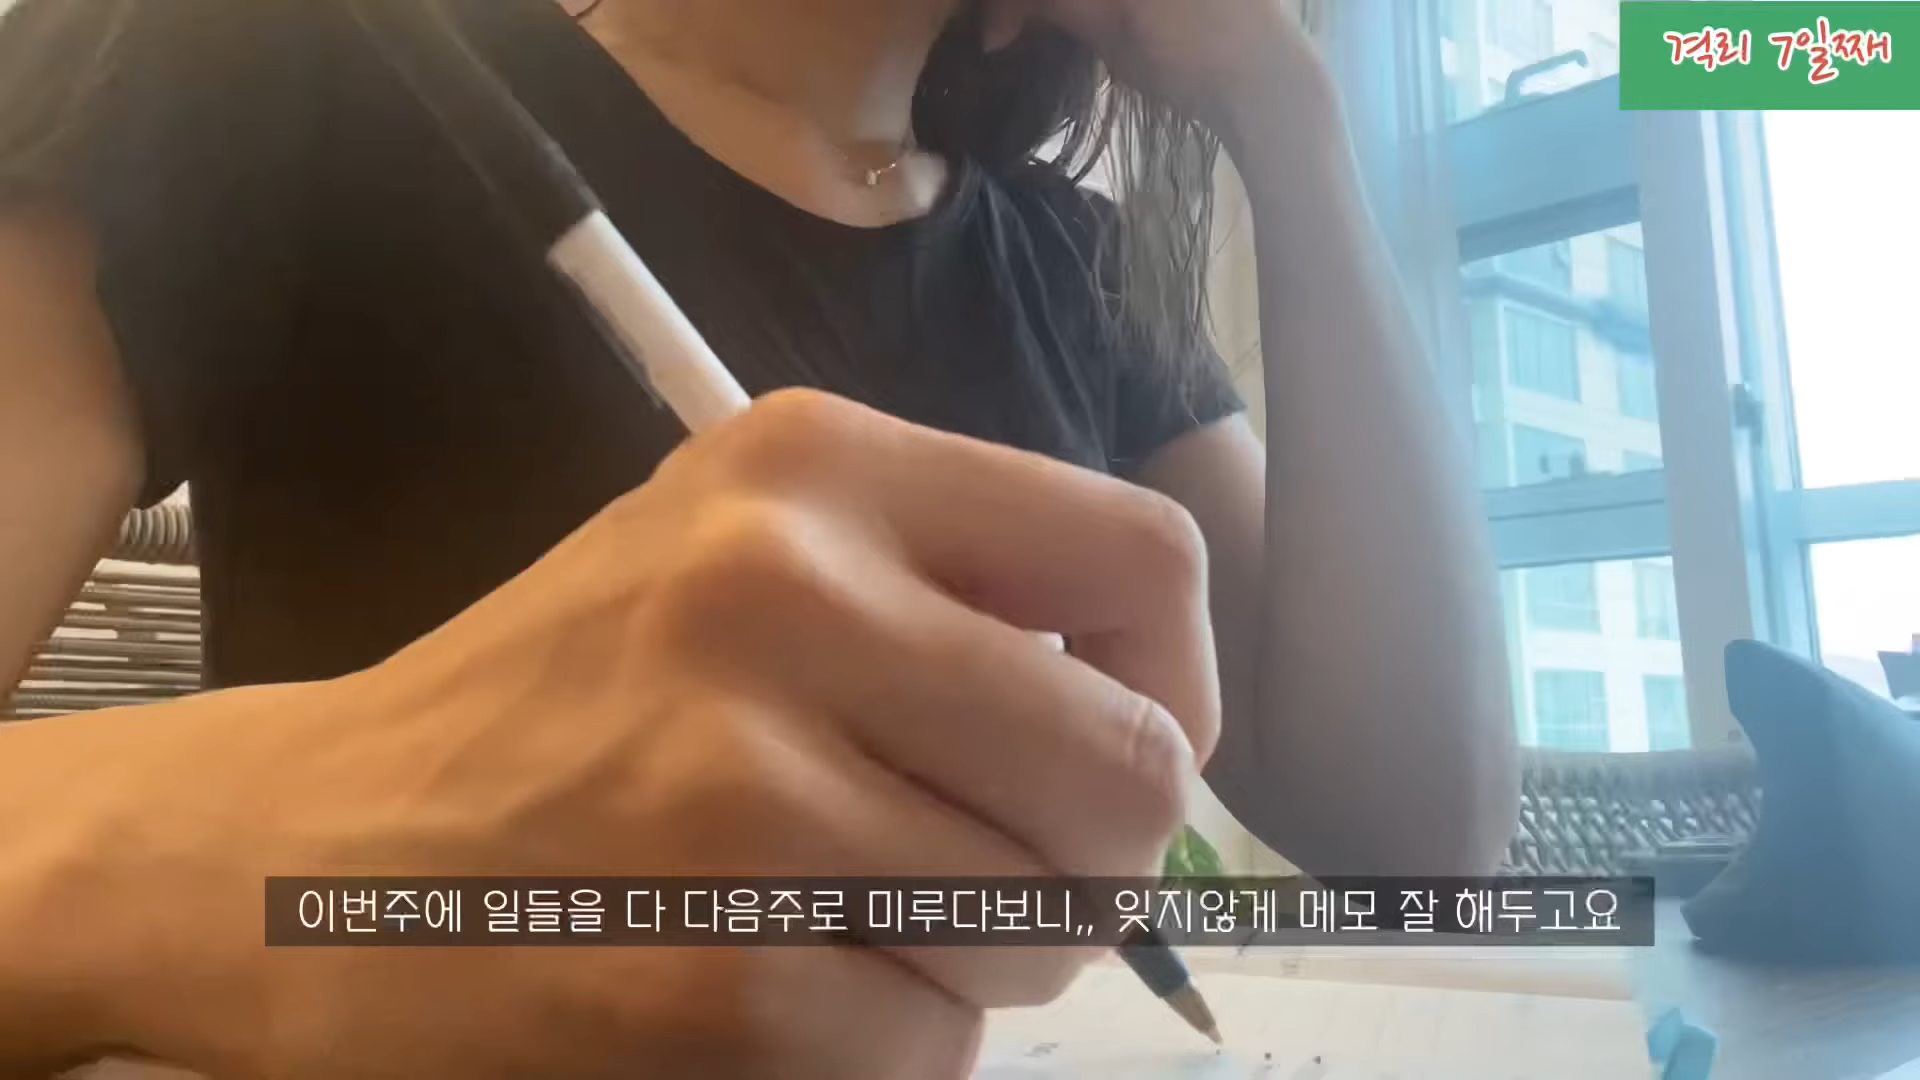 격리 7일째
이번주에 일들을 다 다음주로 미루다보니,, 잊지않게 메모 잘 해두고요